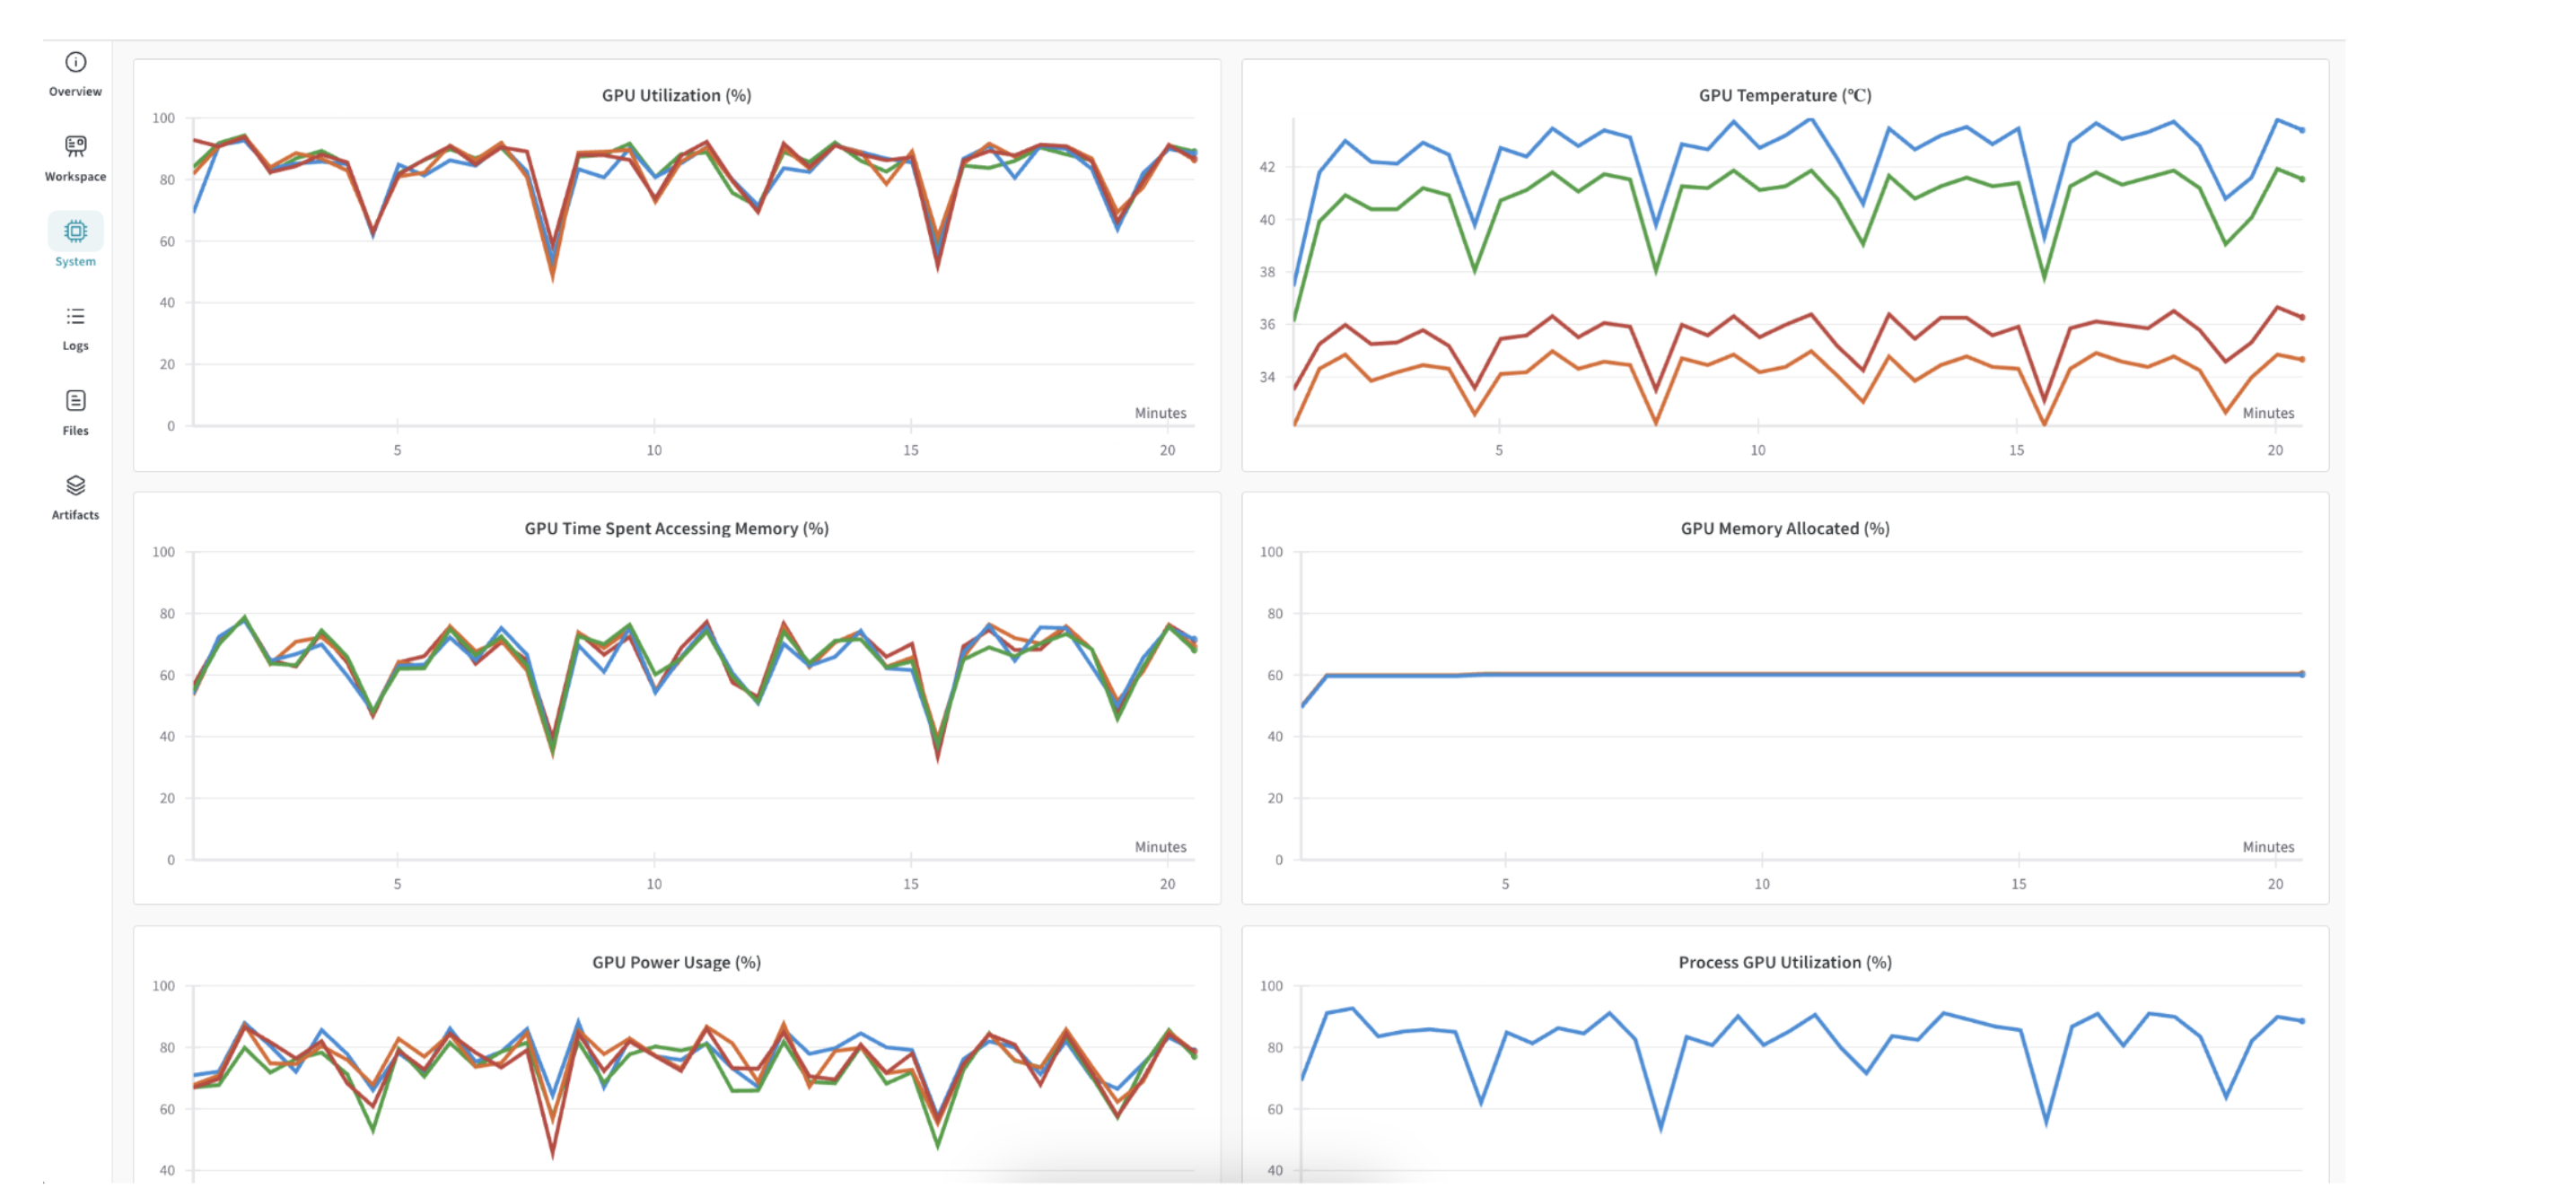 Overview
Workspace
System
Logs
Files
Artifacts
GPU Utilization (%)
100
80
60
40
20
0
Minutes
5 10 15 20
GPU Temperature (℃)
42
40
38
36
34
Minutes
5 10 15 20
GPU Time Spent Accessing Memory (%)
100
80
60
40
20
0
Minutes
5 10 15 20
GPU Memory Allocated (%)
100
80
60
40
20
0
Minutes
5 10 15 20
GPU Power Usage (%)
100
80
60
40
Process GPU Utilization (%)
100
80
60
40